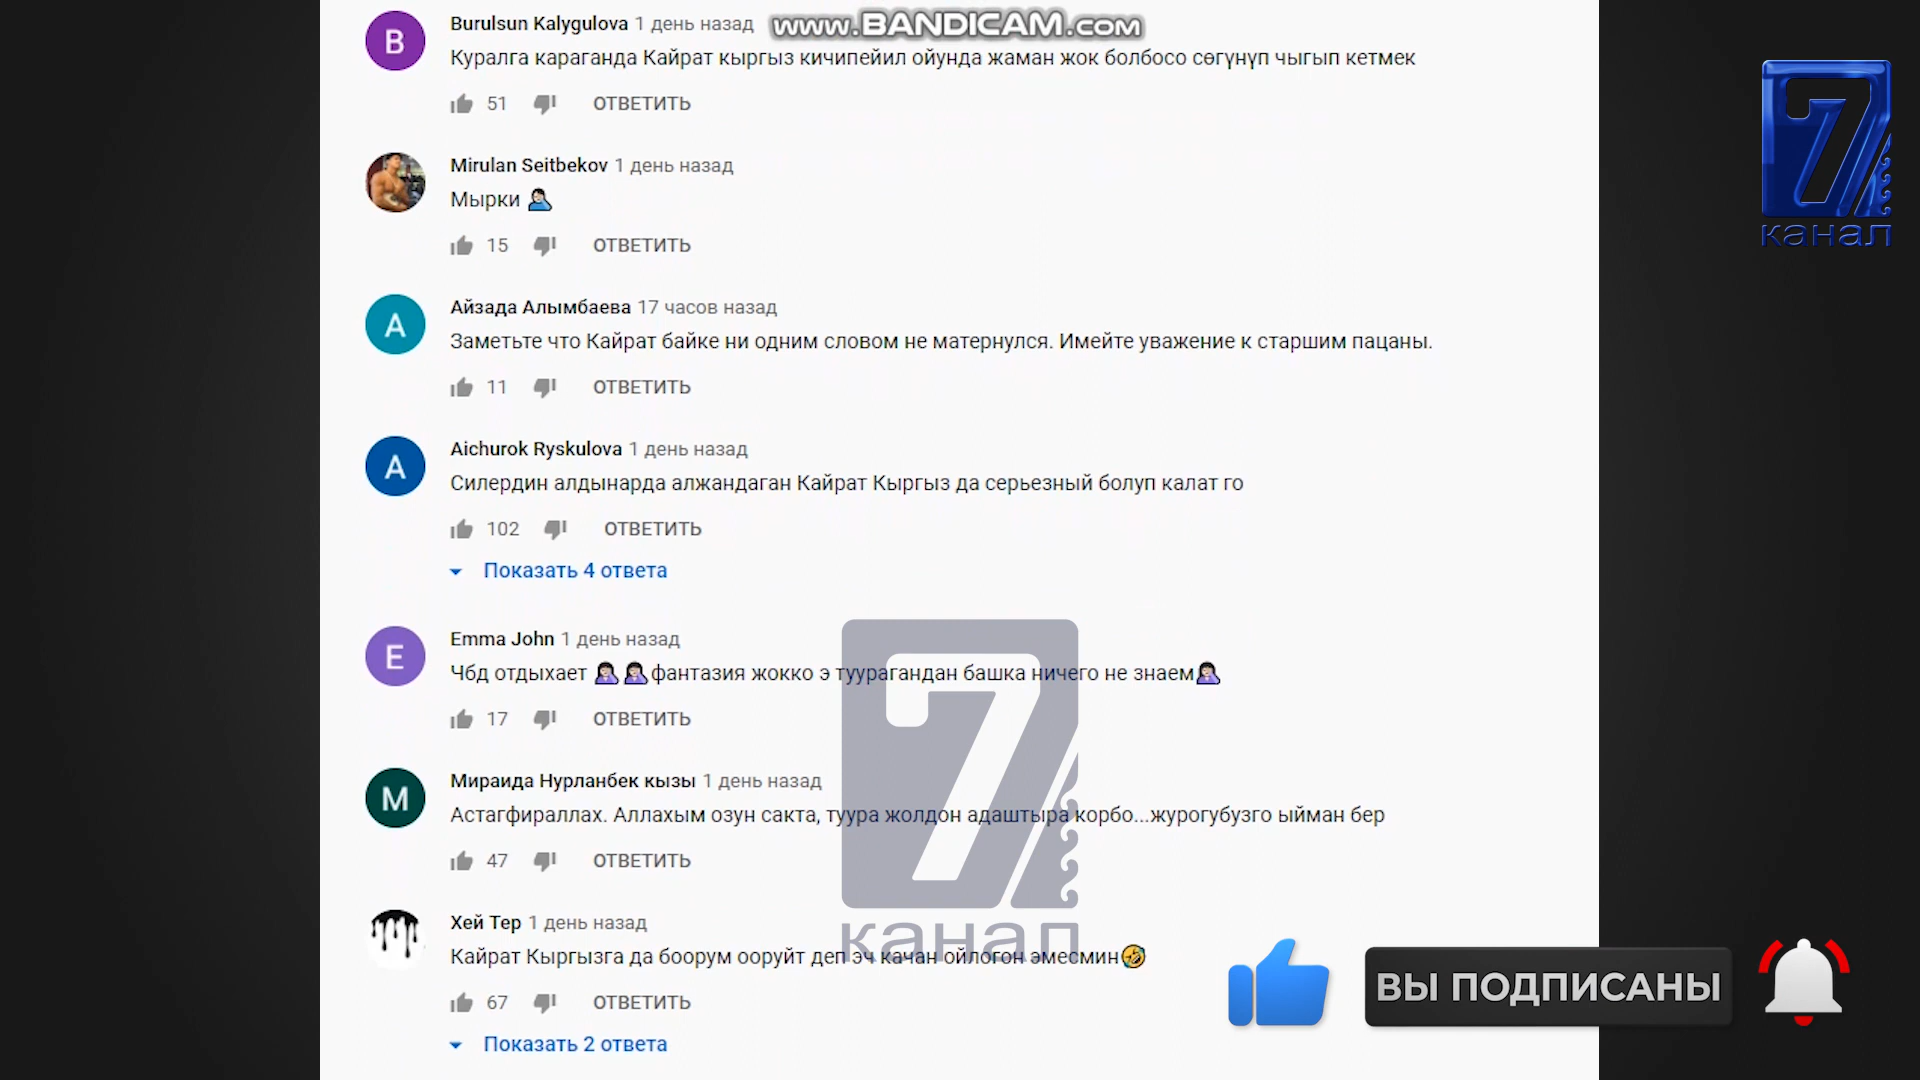 www.BANDICAM.com
B
Burulsun Kalygulova 1 день назад
Куралга караганда Кайрат кыргыз кичипейил ойунда жаман жок болбосо сөгүнүп чыгып кетмек
51 ОТВЕТИТЬ
Mirulan Seitbekov 1 день назад
Мырки
15 ОТВЕТИТЬ
А
Айзада Алымбаева 17 часов назад
Заметьте что Кайрат байке ни одним словом не матернулся. Имейте уважение к старшим пацаны.
11 ОТВЕТИТЬ
A
Aichurok Ryskulova 1 день назад
Силердин алдынарда алжандаган Кайрат Кыргыз да серьезный болуп калат го
102 ОТВЕТИТЬ
Показать 4 ответа
E
Emma John 1 день назад
Чбд отдыхает фантазия жокко э туурагандан башка ничего не знаем
17 ОТВЕТИТЬ
М
Мираида Нурланбек кызы 1 день назад
Астагфираллах. Аллахым озун сакта, туура жолдон адаштыра корбо...журогубузго ыйман бер
47 ОТВЕТИТЬ
Хей Тер 1 день назад
Кайрат Кыргызга да боорум ооруйт деп эч качан ойлогон эмесмин
67 ОТВЕТИТЬ
Показать 2 ответа
7
канал
7
канал
ВЫ ПОДПИСАНЫ